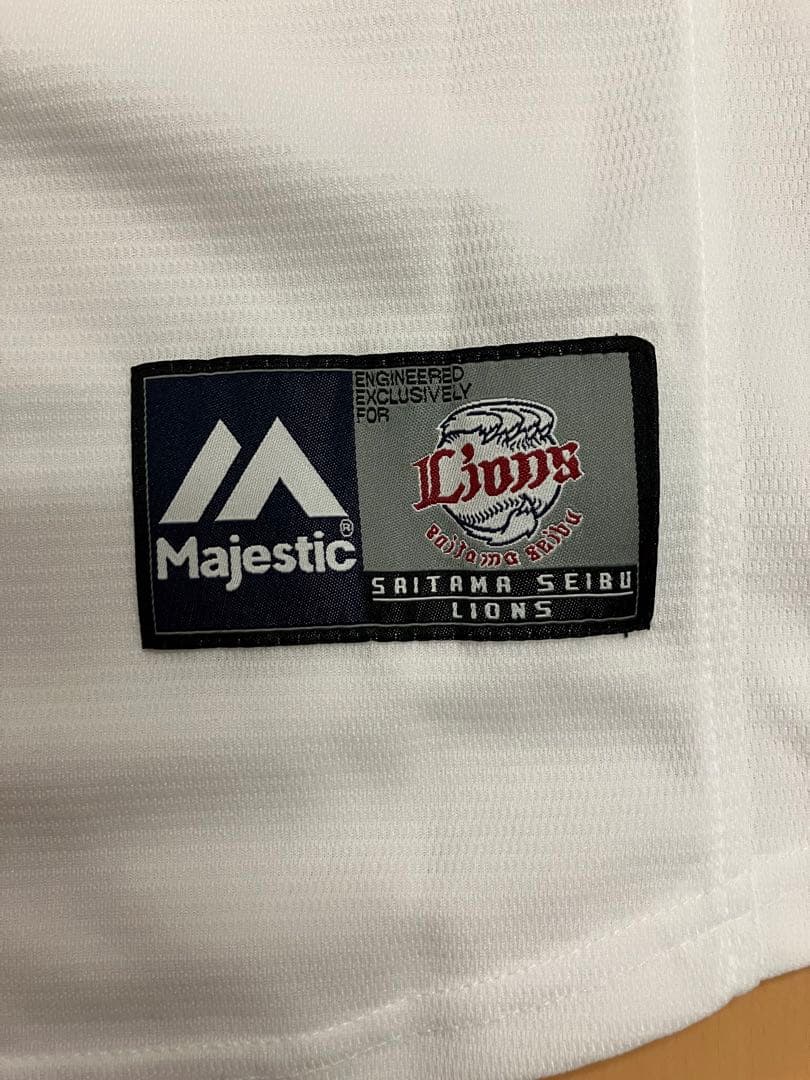 Majestic®
ENGINEERED
EXCLUSIVELY
FOR
Lions
saitama seibu
SAITAMA SEIBU
LIONS